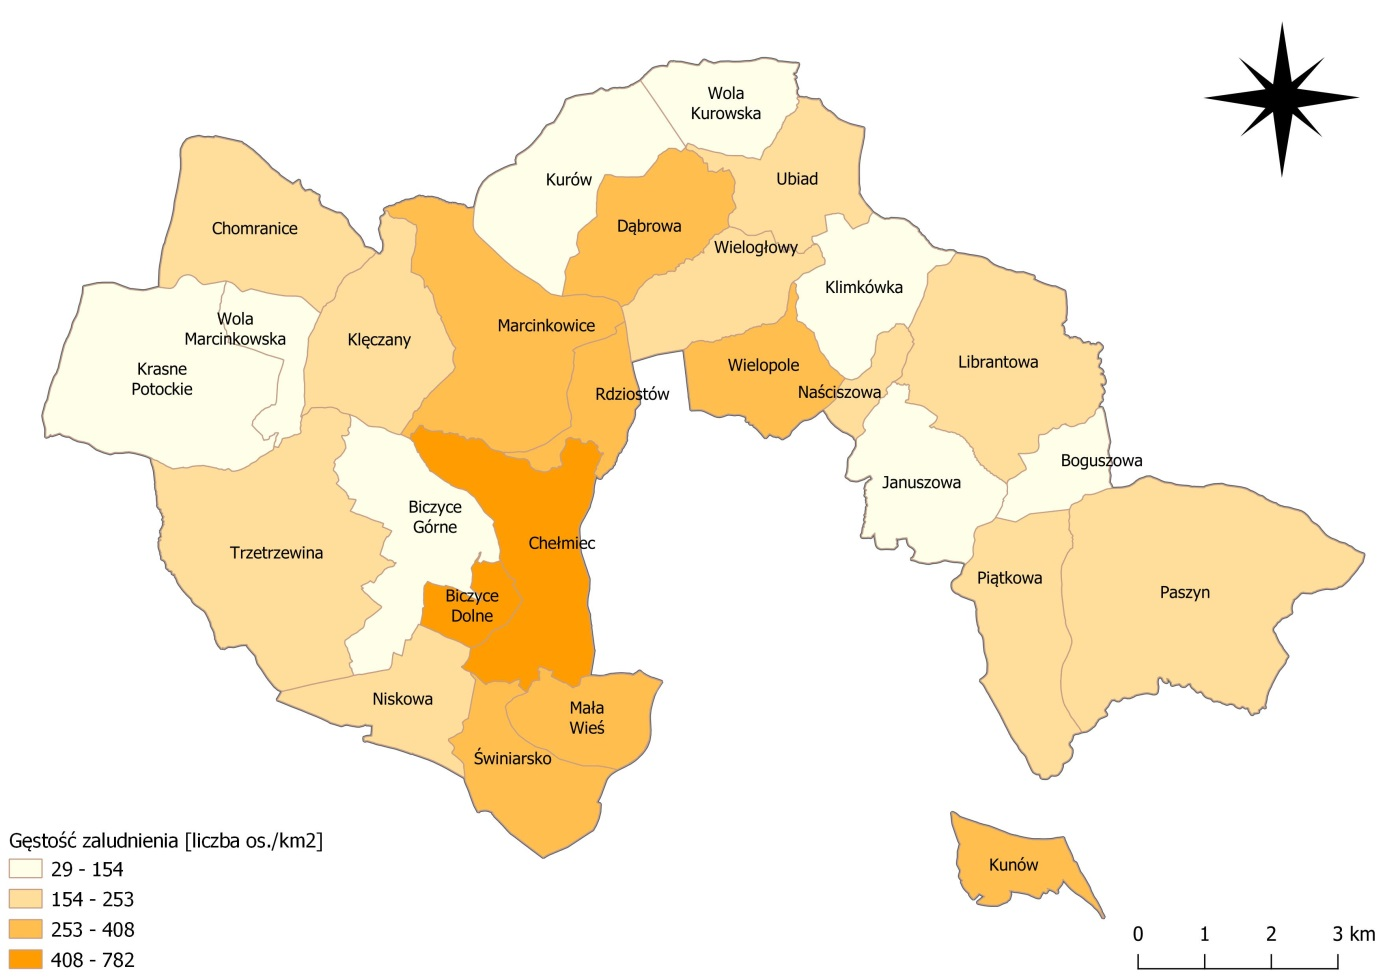 Wola
Kurowska
Kurów
Ubiad
Chomranice
Dąbrowa
Wielogłowy
Klimkówka
Wola
Marcinkowska
Marcinkowice
Klęczany
Krasne
Potockie
Wielopole
Librantowa
Rdziostów
Naściszowa
Boguszowa
Januszowa
Biczyce
Górne
Chełmiec
Trzetrzewina
Piątkowa
Paszyn
Biczyce
Dolne
Niskowa
Mała
Wieś
Świniarsko
Kunów
Gęstość zaludnienia [liczba os./km2]
29 - 154
154 - 253
253 - 408
408 - 782
0 1 2 3 km